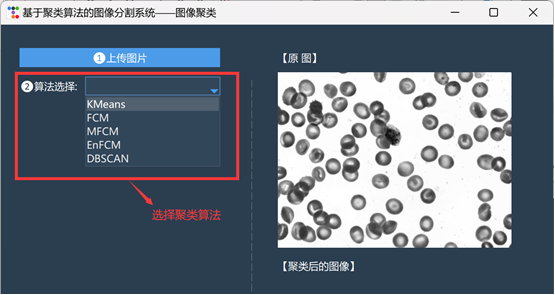 基于聚类算法的图像分割系统——图像聚类
❶上传图片
❷算法选择:
KMeans
FCM
MFCM
EnFCM
DBSCAN
选择聚类算法
【原 图】
【聚类后的图像】